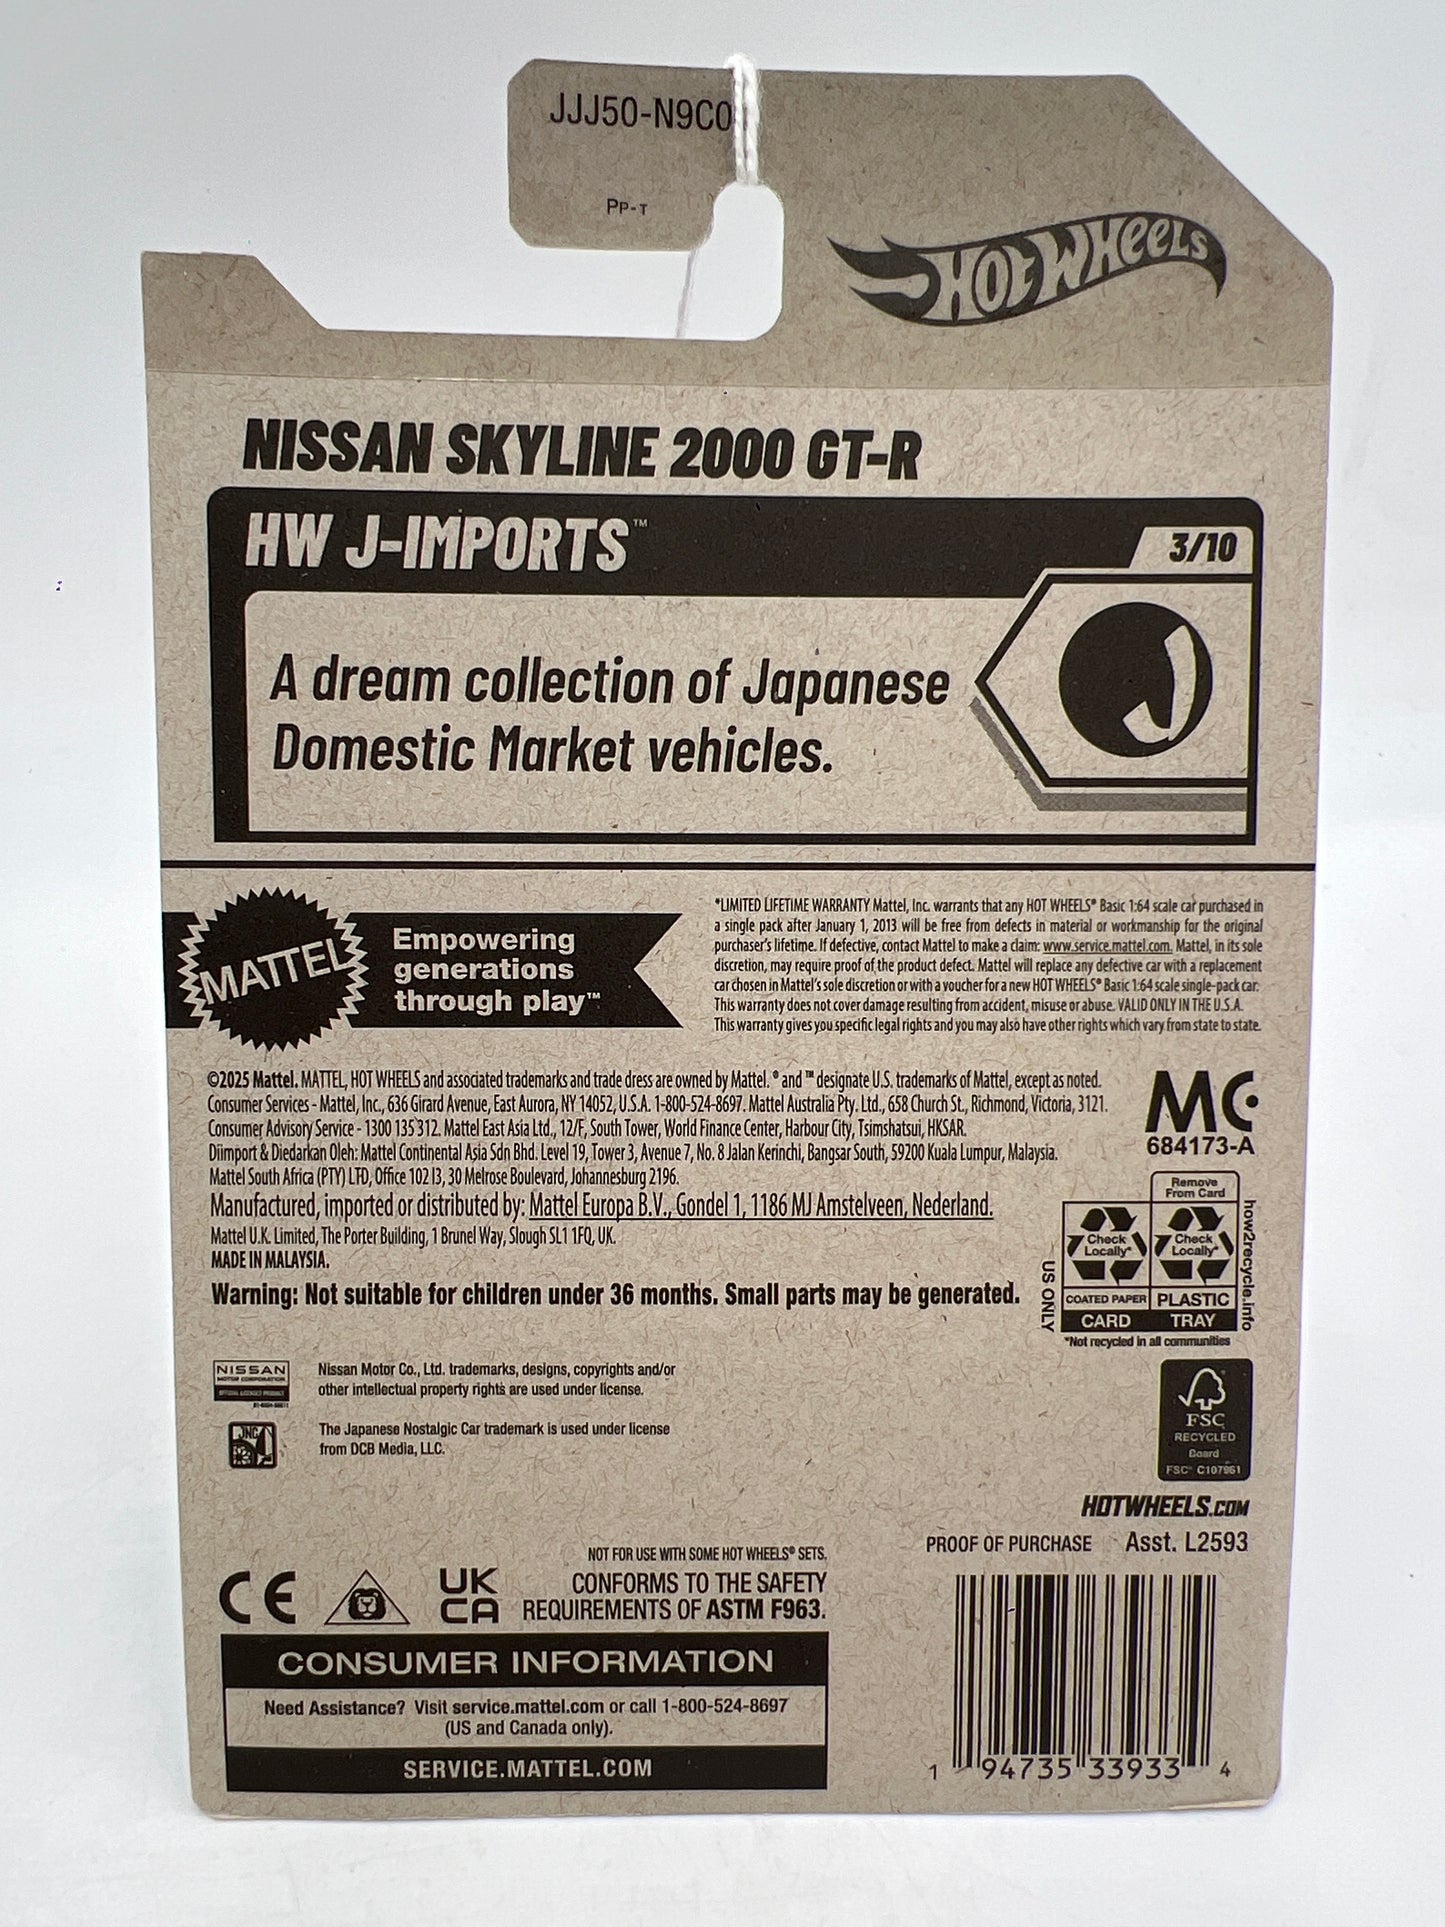 JJJ50-N9C0
PP-T
HOT WHEELS
NISSAN SKYLINE 2000 GT-R
HW J-IMPORTS™
3/10
A dream collection of Japanese
Domestic Market vehicles.
J
MATTEL
Empowering
generations
through play™
*LIMITED LIFETIME WARRANTY Mattel, Inc. warrants that any HOT WHEELS® Basic 1:64 scale car purchased in
a single pack after January 1, 2013 will be free from defects in material or workmanship for the original
purchaser's lifetime. If defective, contact Mattel to make a claim: www.service.mattel.com. Mattel, in its sole
discretion, may require proof of the product defect. Mattel will replace any defective car with a replacement
car chosen in Mattel's sole discretion or with a voucher for a new HOT WHEELS® Basic 1:64 scale single-pack car.
This warranty does not cover damage resulting from accident, misuse or abuse. VALID ONLY IN THE U.S.A.
This warranty gives you specific legal rights and you may also have other rights which vary from state to state.
©2025 Mattel. MATTEL, HOT WHEELS and associated trademarks and trade dress are owned by Mattel. ® and ™ designate U.S. trademarks of Mattel, except as noted.
Consumer Services - Mattel, Inc., 636 Girard Avenue, East Aurora, NY 14052, U.S.A. 1-800-524-8697. Mattel Australia Pty. Ltd., 658 Church St., Richmond, Victoria, 3121.
Consumer Advisory Service - 1300 135 312. Mattel East Asia Ltd., 12/F, South Tower, World Finance Center, Harbour City, Tsimshatsui, HKSAR.
Diimport & Diedarkan Oleh: Mattel Continental Asia Sdn Bhd. Level 19, Tower 3, Avenue 7, No. 8 Jalan Kerinchi, Bangsar South, 59200 Kuala Lumpur, Malaysia.
Mattel South Africa (PTY) LTD, Office 102 I3, 30 Melrose Boulevard, Johannesburg 2196.
Manufactured, imported or distributed by: Mattel Europa B.V., Gondel 1, 1186 MJ Amstelveen, Nederland.
Mattel U.K. Limited, The Porter Building, 1 Brunel Way, Slough SL1 1FQ, UK.
MADE IN MALAYSIA.
Warning: Not suitable for children under 36 months. Small parts may be generated.
MC
684173-A
Remove
From Card
Check
Locally*
Check
Locally*
COATED PAPER
PLASTIC
CARD
TRAY
US ONLY
how2recycle.info
*Not recycled in all communities
NISSAN
MOTOR CORPORATION
OFFICIAL LICENSED PRODUCT
Nissan Motor Co., Ltd. trademarks, designs, copyrights and/or
other intellectual property rights are used under license.
JNC
The Japanese Nostalgic Car trademark is used under license
from DCB Media, LLC.
FSC
RECYCLED
Board
FSC® C107961
HOTWHEELS.COM
PROOF OF PURCHASE Asst. L2593
NOT FOR USE WITH SOME HOT WHEELS® SETS.
CE
UK
CA
CONFORMS TO THE SAFETY
REQUIREMENTS OF ASTM F963.
CONSUMER INFORMATION
Need Assistance? Visit service.mattel.com or call 1-800-524-8697
(US and Canada only).
SERVICE.MATTEL.COM
1 94735 33933 4